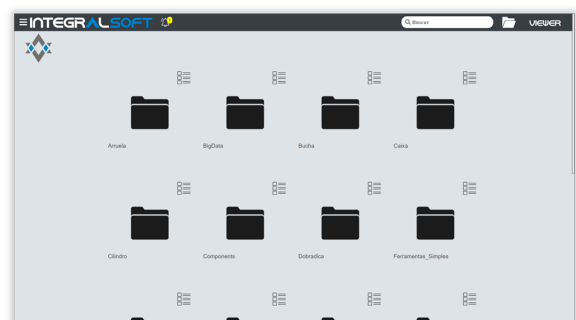 INTEGRALSOFT
Buscar
VIEWER
Arruela BigData Bucha Caixa
Cilindro Components Dobradica Ferramentas_Simples